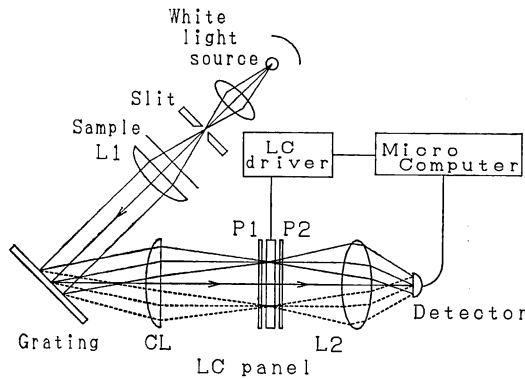 White
light
source
Slit
Sample
L1
LC
driver
Micro
Computer
P1 P2
Detector
Grating
CL
L2
LC panel